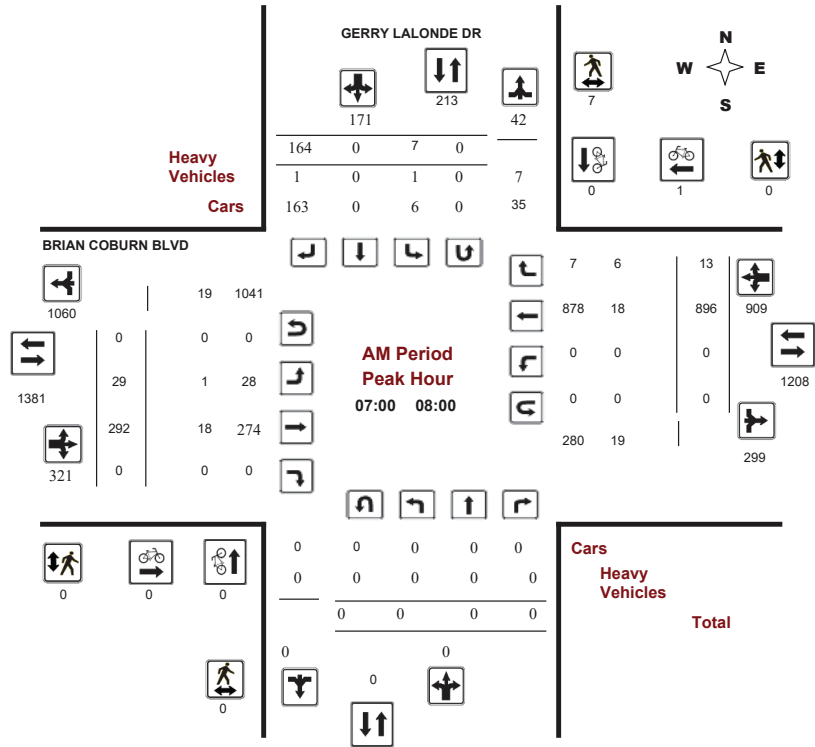 GERRY LALONDE DR
N
W E
S
213
171 42
7
164 0 7 0
Heavy
Vehicles
1 0 1 0 7
Cars
163 0 6 0 35
0 1 0
BRIAN COBURN BLVD
1060
19 1041
7 6 13
0 0 0
878 18 896 909
AM Period
Peak Hour
07:00 08:00
1381
29 1 28
0 0 0
1208
292 18 274
0 0 0
280 19
299
321
0 0 0
0 0 0 0 0
Cars
0 0 0 0 0
Heavy
Vehicles
0 0 0
0 0 0 0
Total
0 0
0
0